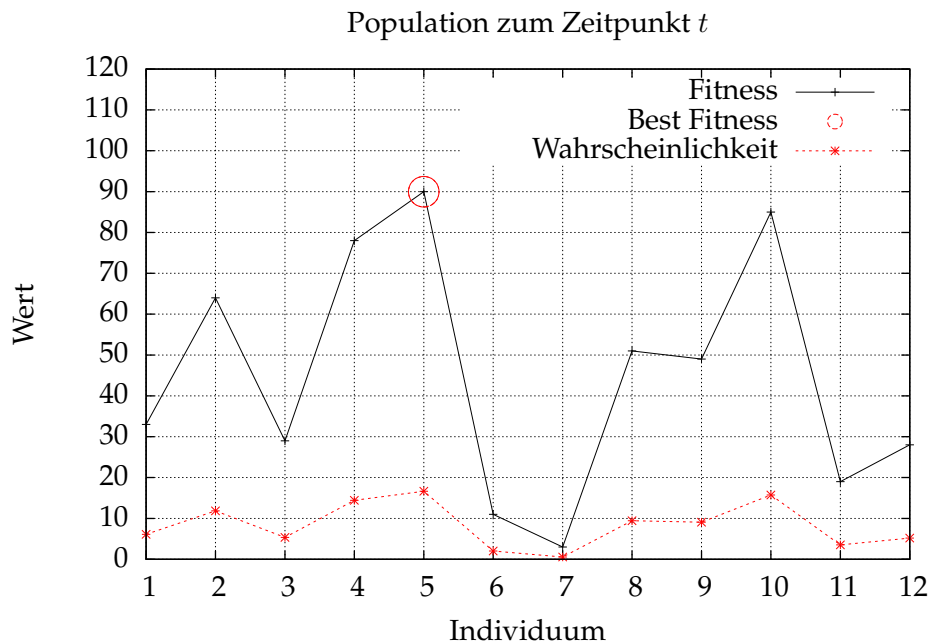 Population zum Zeitpunkt t
120
110
100
90
80
70
60
50
40
30
20
10
0
Wert
Fitness
Best Fitness
Wahrscheinlichkeit
1 2 3 4 5 6 7 8 9 10 11 12
Individuum